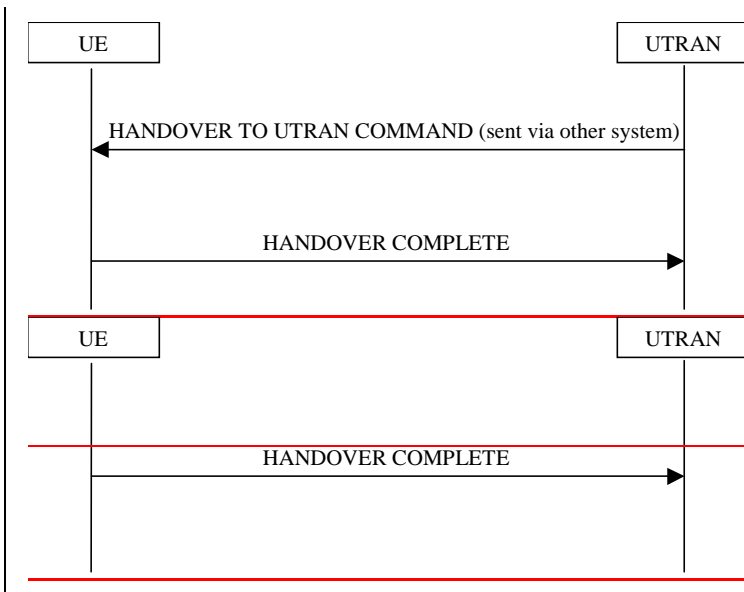 UE
UTRAN
HANDOVER TO UTRAN COMMAND (sent via other system)
HANDOVER COMPLETE
UE
UTRAN
HANDOVER COMPLETE